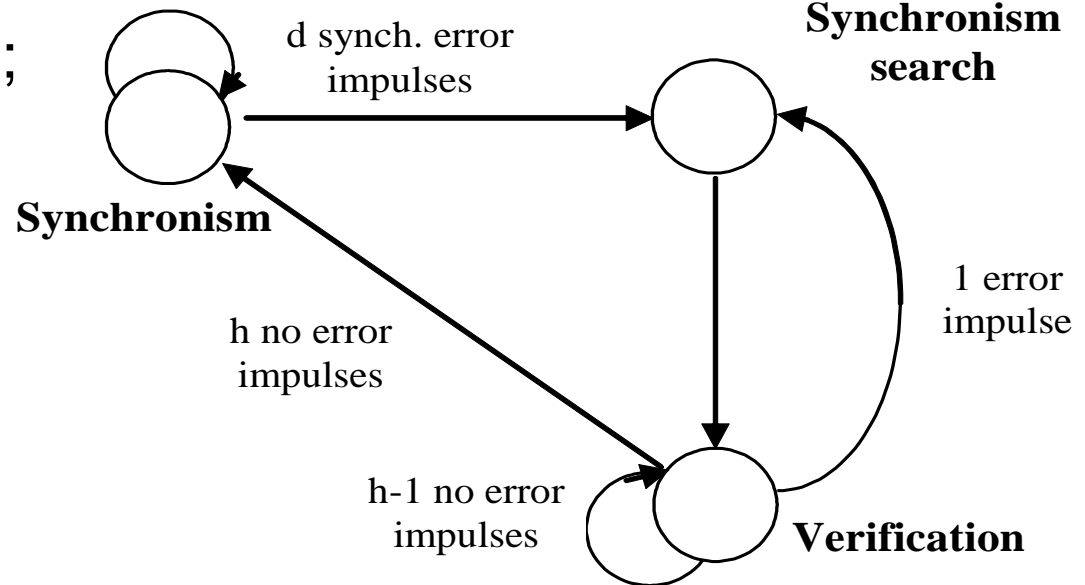 ;
d synch. error
impulses
Synchronism
search
Synchronism
1 error
impulse
h no error
impulses
h-1 no error
impulses
Verification